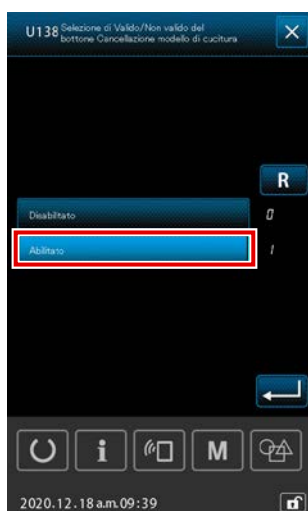 U138 Selezione di Valido/Non valido del
bottone Cancellazione modello di cucitura
R
Disabilitato 0
Abilitato 1
i M
2020.12.18 a.m.09:39